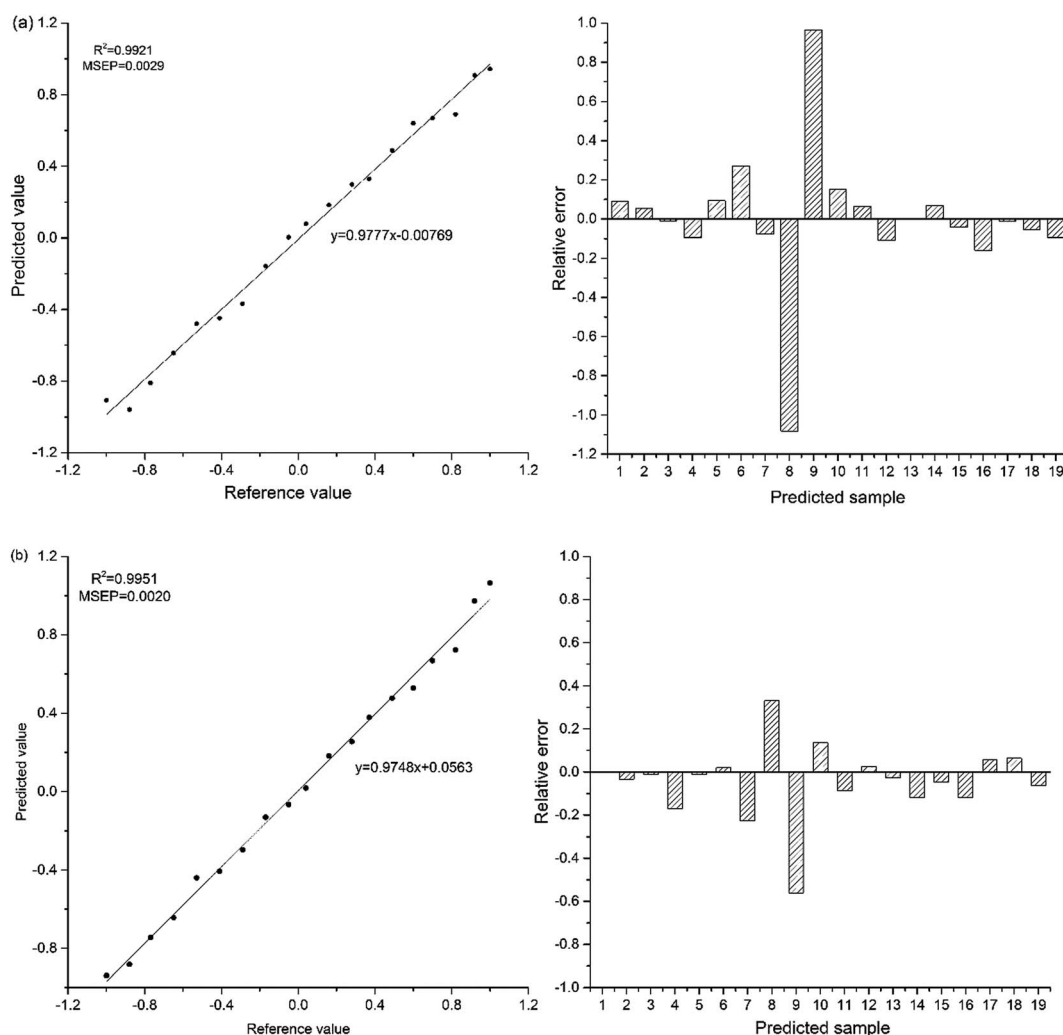 (a)
R²=0.9921
MSEP=0.0029
y=0.9777x-0.00769
Predicted value
1.2
0.8
0.4
0.0
-0.4
-0.8
-1.2
-1.2 -0.8 -0.4 0.0 0.4 0.8 1.2
Reference value
Relative error
1.0
0.8
0.6
0.4
0.2
0.0
-0.2
-0.4
-0.6
-0.8
-1.0
-1.2
1 2 3 4 5 6 7 8 9 10 11 12 13 14 15 16 17 18 19
Predicted sample
(b)
R²=0.9951
MSEP=0.0020
y=0.9748x+0.0563
Predicted value
1.2
0.8
0.4
0.0
-0.4
-0.8
-1.2 -0.8 -0.4 0.0 0.4 0.8 1.2
Reference value
Relative error
1.0
0.8
0.6
0.4
0.2
0.0
-0.2
-0.4
-0.6
-0.8
-1.0
1 2 3 4 5 6 7 8 9 10 11 12 13 14 15 16 17 18 19
Predicted sample